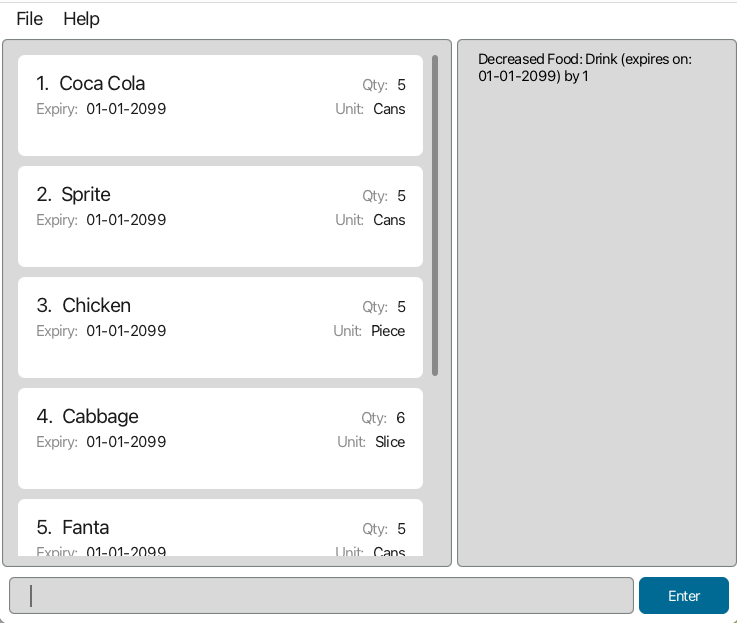 File Help
1. Coca Cola Qty: 5
Expiry: 01-01-2099 Unit: Cans
2. Sprite Qty: 5
Expiry: 01-01-2099 Unit: Cans
3. Chicken Qty: 5
Expiry: 01-01-2099 Unit: Piece
4. Cabbage Qty: 6
Expiry: 01-01-2099 Unit: Slice
5. Fanta Qty: 5
Expiry: 01-01-2099 Unit: Cans
Decreased Food: Drink (expires on:
01-01-2099) by 1
Enter